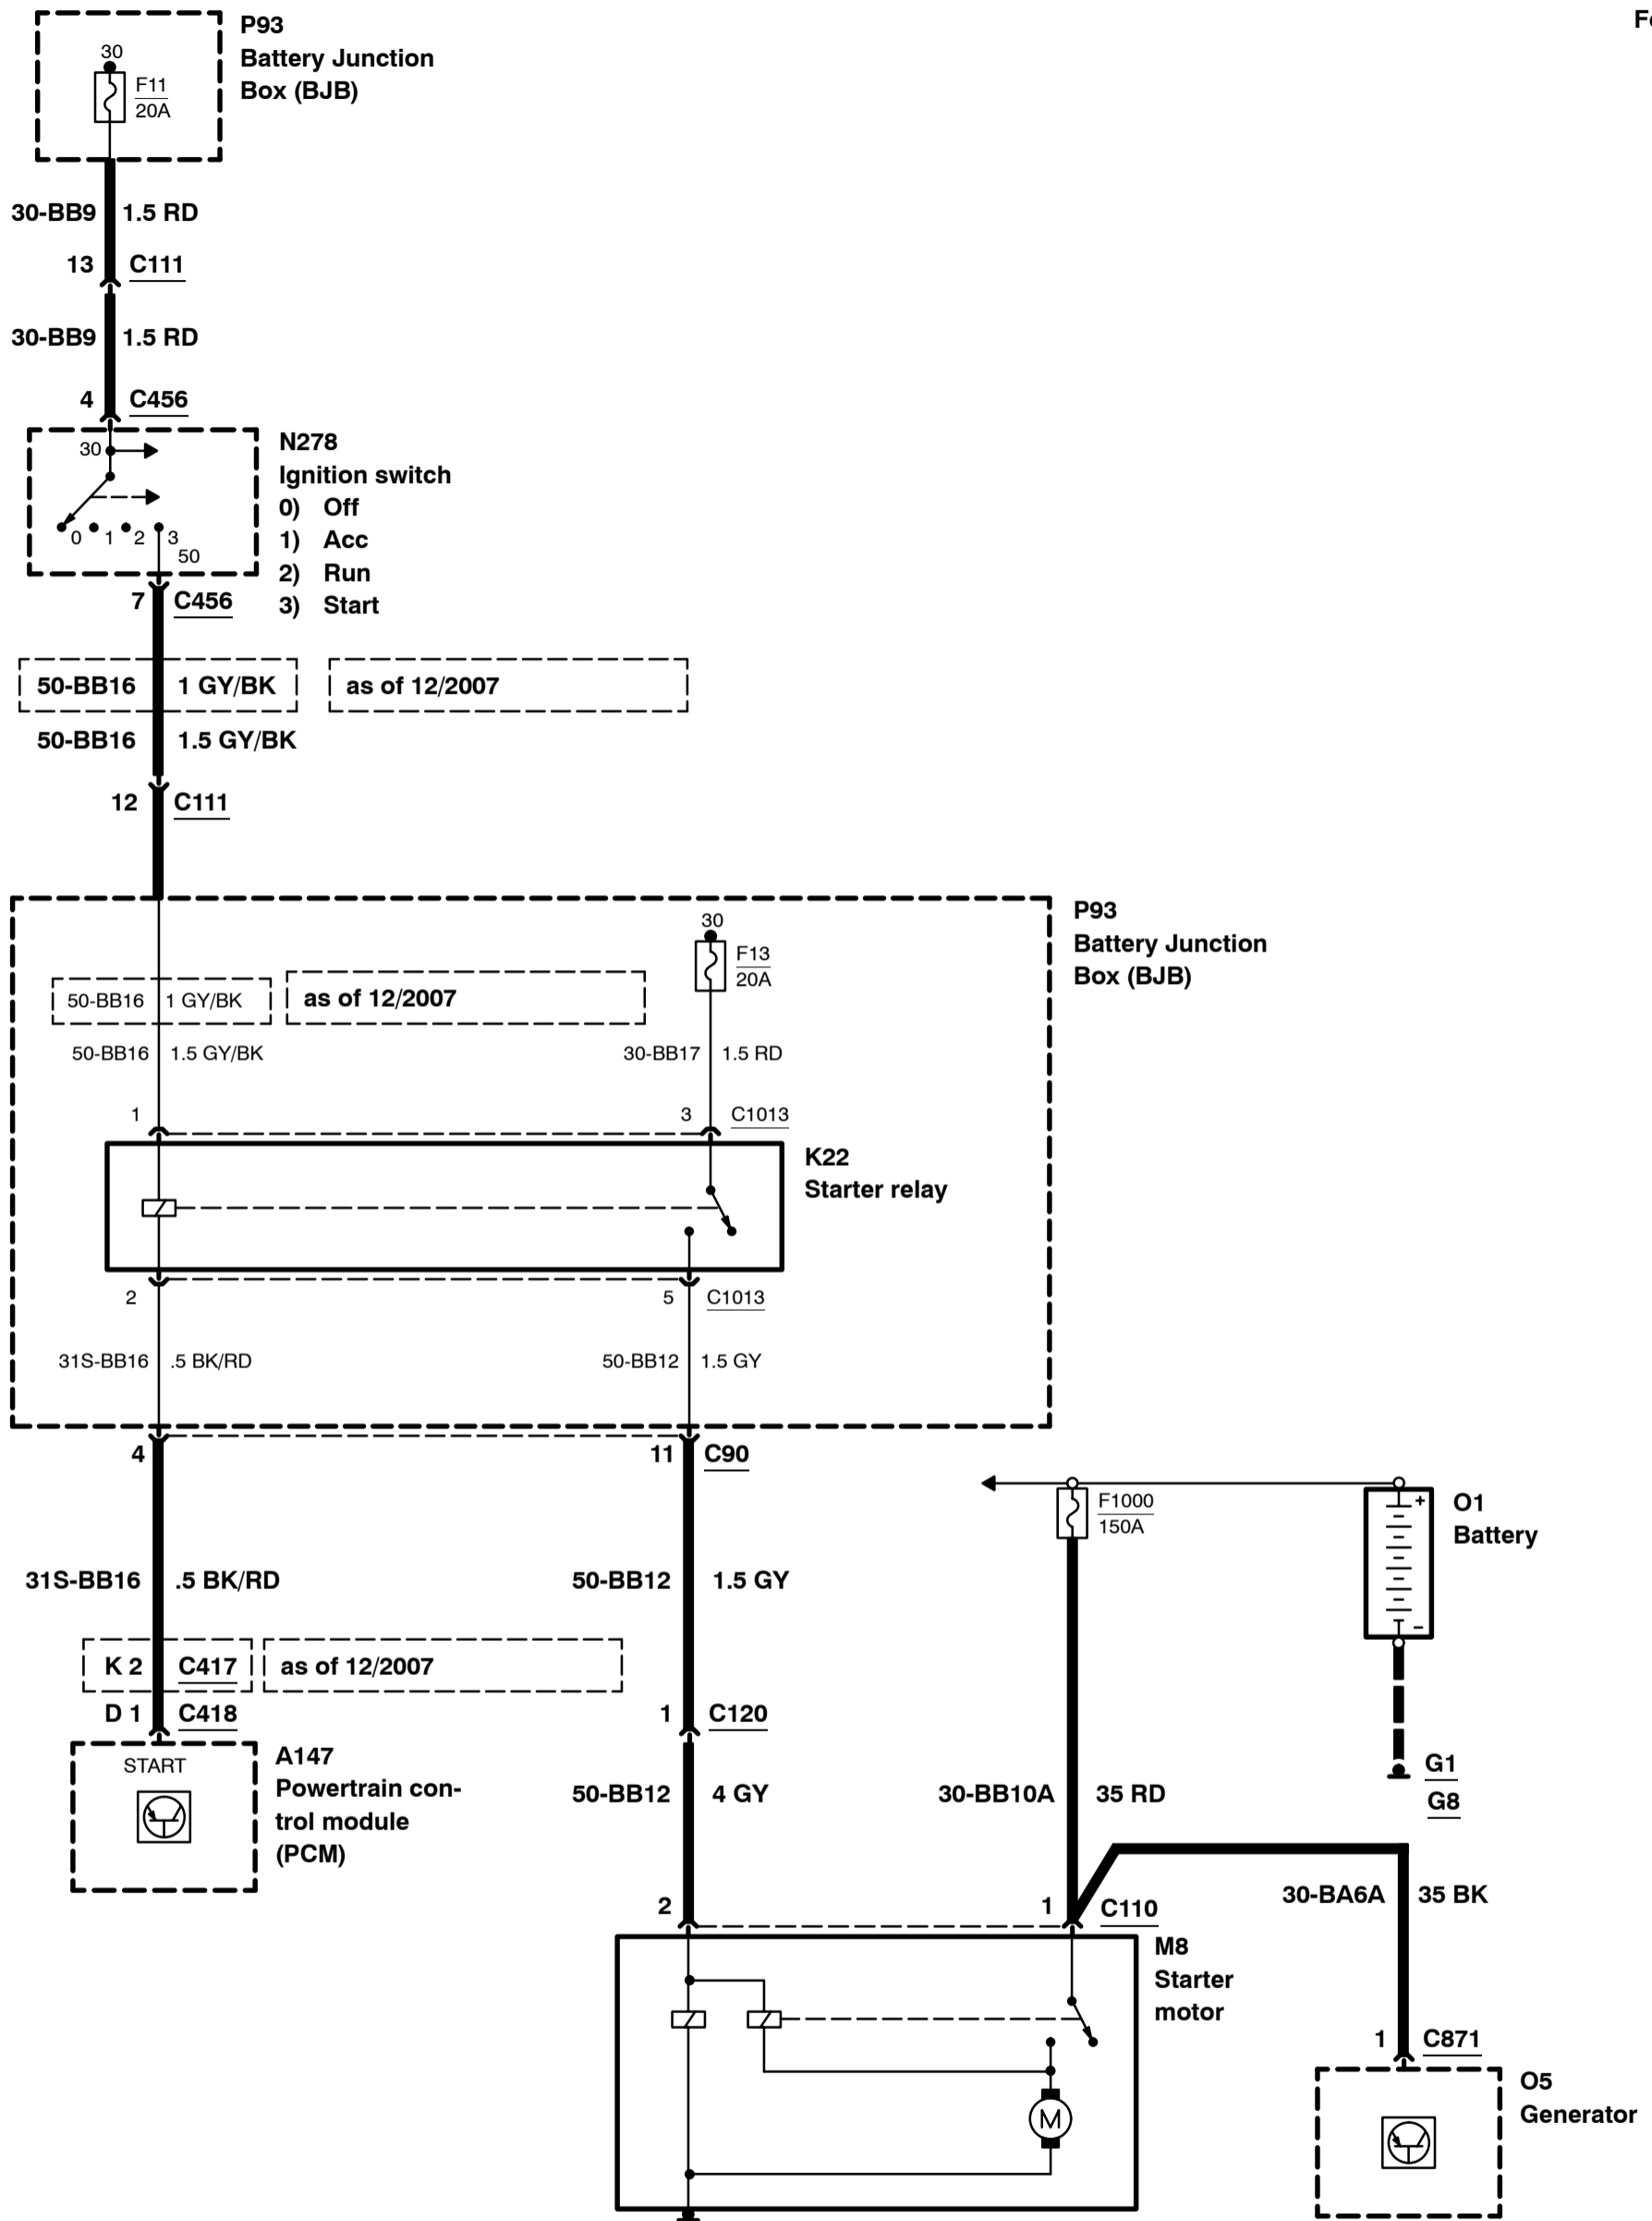 Fo
P93
Battery Junction
Box (BJB)
30
F11
20A
30-BB9 1.5 RD
13 C111
30-BB9 1.5 RD
4 C456
30
0 1 2 3
50
N278
Ignition switch
0) Off
1) Acc
2) Run
3) Start
7 C456
50-BB16 1 GY/BK as of 12/2007
50-BB16 1.5 GY/BK
12 C111
P93
Battery Junction
Box (BJB)
30
F13
20A
50-BB16 1 GY/BK as of 12/2007
50-BB16 1.5 GY/BK 30-BB17 1.5 RD
1 3 C1013
K22
Starter relay
2 5 C1013
31S-BB16 .5 BK/RD 50-BB12 1.5 GY
4 11 C90
F1000
150A
+
-
O1
Battery
31S-BB16 .5 BK/RD 50-BB12 1.5 GY
K 2 C417 as of 12/2007
D 1 C418 1 C120
START
A147
Powertrain con-
trol module
(PCM)
G1
G8
50-BB12 4 GY 30-BB10A 35 RD
30-BA6A 35 BK
2 1 C110
M8
Starter
motor
M
1 C871
O5
Generator